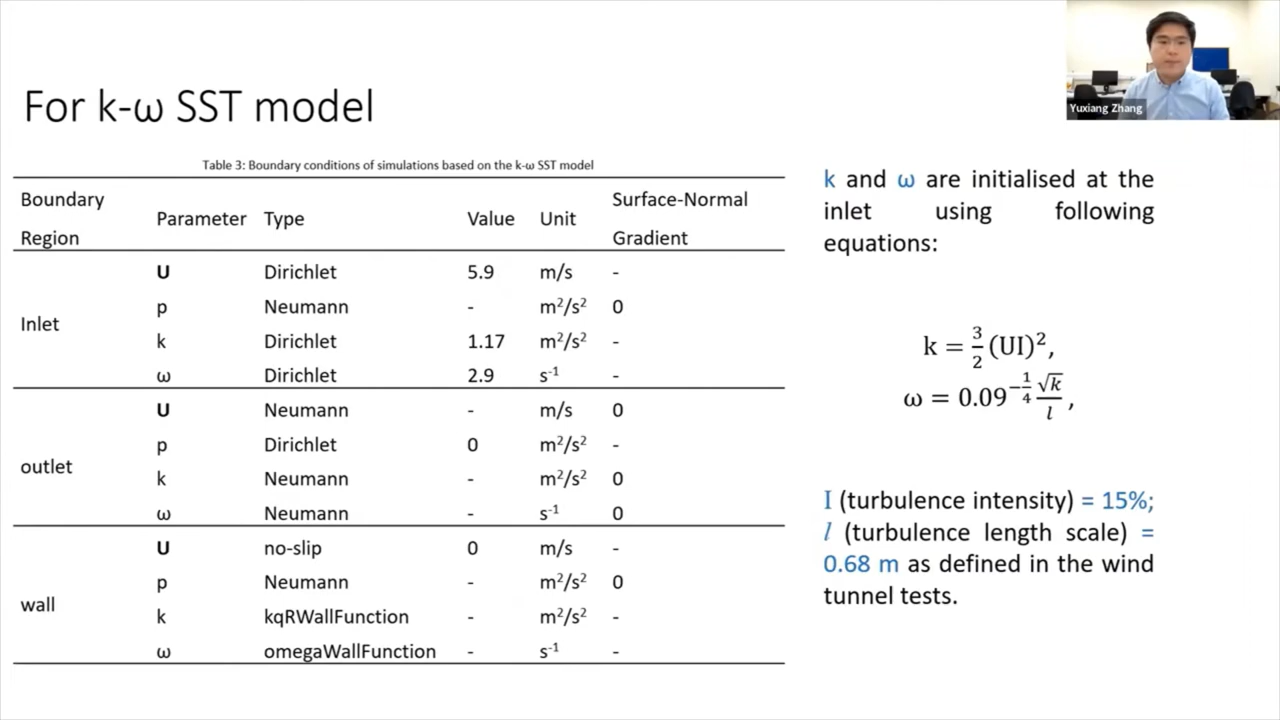 For k-ω SST model
Yuxiang Zhang
Table 3: Boundary conditions of simulations based on the k-ω SST model
Boundary Region Parameter Type Value Unit Surface-Normal Gradient
Inlet
U Dirichlet 5.9 m/s -
p Neumann - m²/s² 0
k Dirichlet 1.17 m²/s² -
ω Dirichlet 2.9 s⁻¹ -
outlet
U Neumann - m/s 0
p Dirichlet 0 m²/s² -
k Neumann - m²/s² 0
ω Neumann - s⁻¹ 0
wall
U no-slip 0 m/s -
p Neumann - m²/s² 0
k kqRWallFunction - m²/s² -
ω omegaWallFunction - s⁻¹ -
k and ω are initialised at the
inlet using following
equations:
k = 3/2 (UI)²,
ω = 0.09^(-1/4) √k/l,
I (turbulence intensity) = 15%;
l (turbulence length scale) =
0.68 m as defined in the wind
tunnel tests.